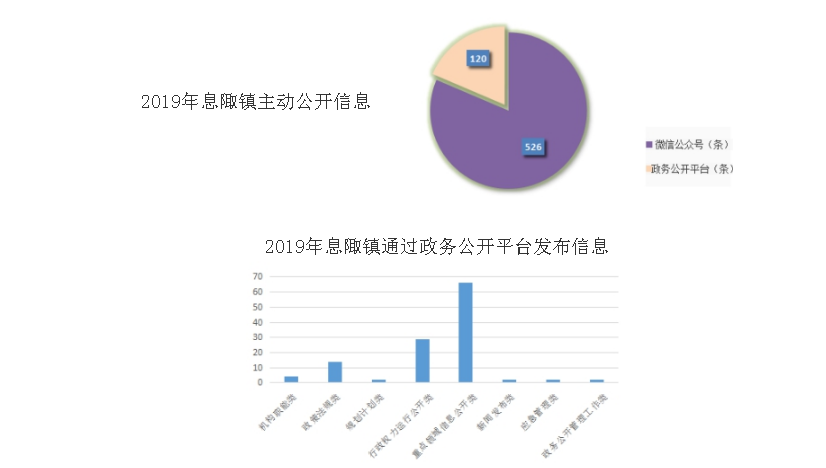 2019年息陬镇主动公开信息
120
526
微信公众号（条）
政务公开平台（条）
2019年息陬镇通过政务公开平台发布信息
70
60
50
40
30
20
10
0
机构职能类
政策法规类
规划计划类
行政权力运行公开类
重点领域信息公开类
新闻发布类
应急管理类
政务公开管理工作类